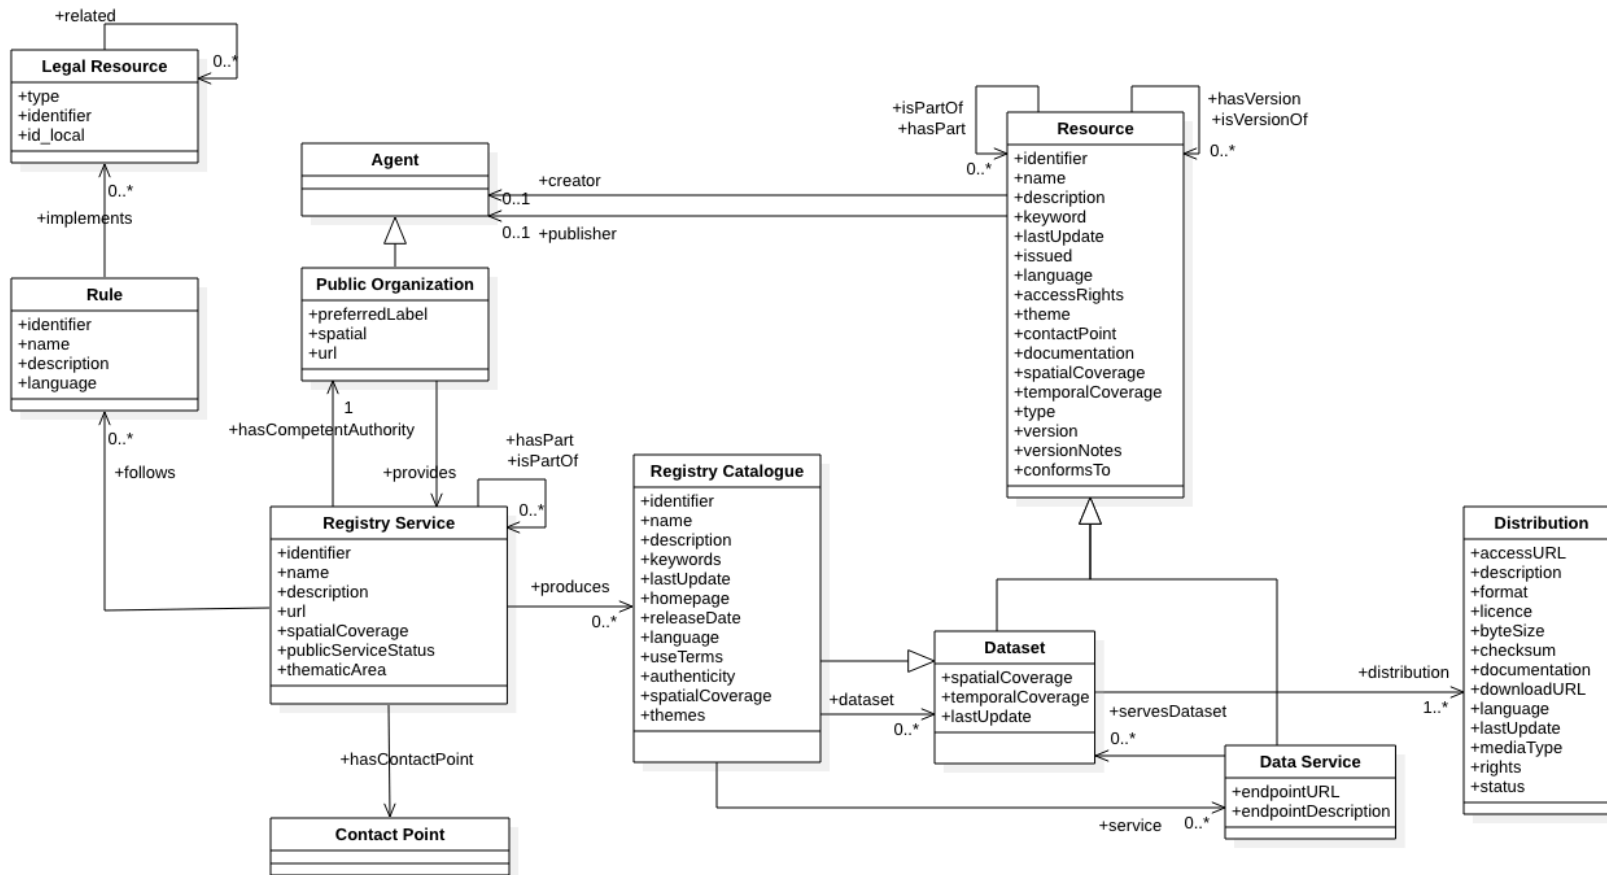 +related
0..*
Legal Resource
+type
+identifier
+id_local
0..*
+implements
Rule
+identifier
+name
+description
+language
0..*
+follows
Agent
+creator
0..1
0..1 +publisher
Public Organization
+preferredLabel
+spatial
+url
1
+hasCompetentAuthority
+provides
+hasPart
+isPartOf
0..*
Registry Service
+identifier
+name
+description
+url
+spatialCoverage
+publicServiceStatus
+thematicArea
+hasContactPoint
Contact Point
+produces
0..*
Registry Catalogue
+identifier
+name
+description
+keywords
+lastUpdate
+homepage
+releaseDate
+language
+useTerms
+authenticity
+spatialCoverage
+themes
+dataset
0..*
+isPartOf
+hasPart
0..*
+hasVersion
+isVersionOf
0..*
Resource
+identifier
+name
+description
+keyword
+lastUpdate
+issued
+language
+accessRights
+theme
+contactPoint
+documentation
+spatialCoverage
+temporalCoverage
+type
+version
+versionNotes
+conformsTo
Dataset
+spatialCoverage
+temporalCoverage
+lastUpdate
+servesDataset
0..*
+distribution
1..*
Data Service
+endpointURL
+endpointDescription
+service
0..*
Distribution
+accessURL
+description
+format
+licence
+byteSize
+checksum
+documentation
+downloadURL
+language
+lastUpdate
+mediaType
+rights
+status